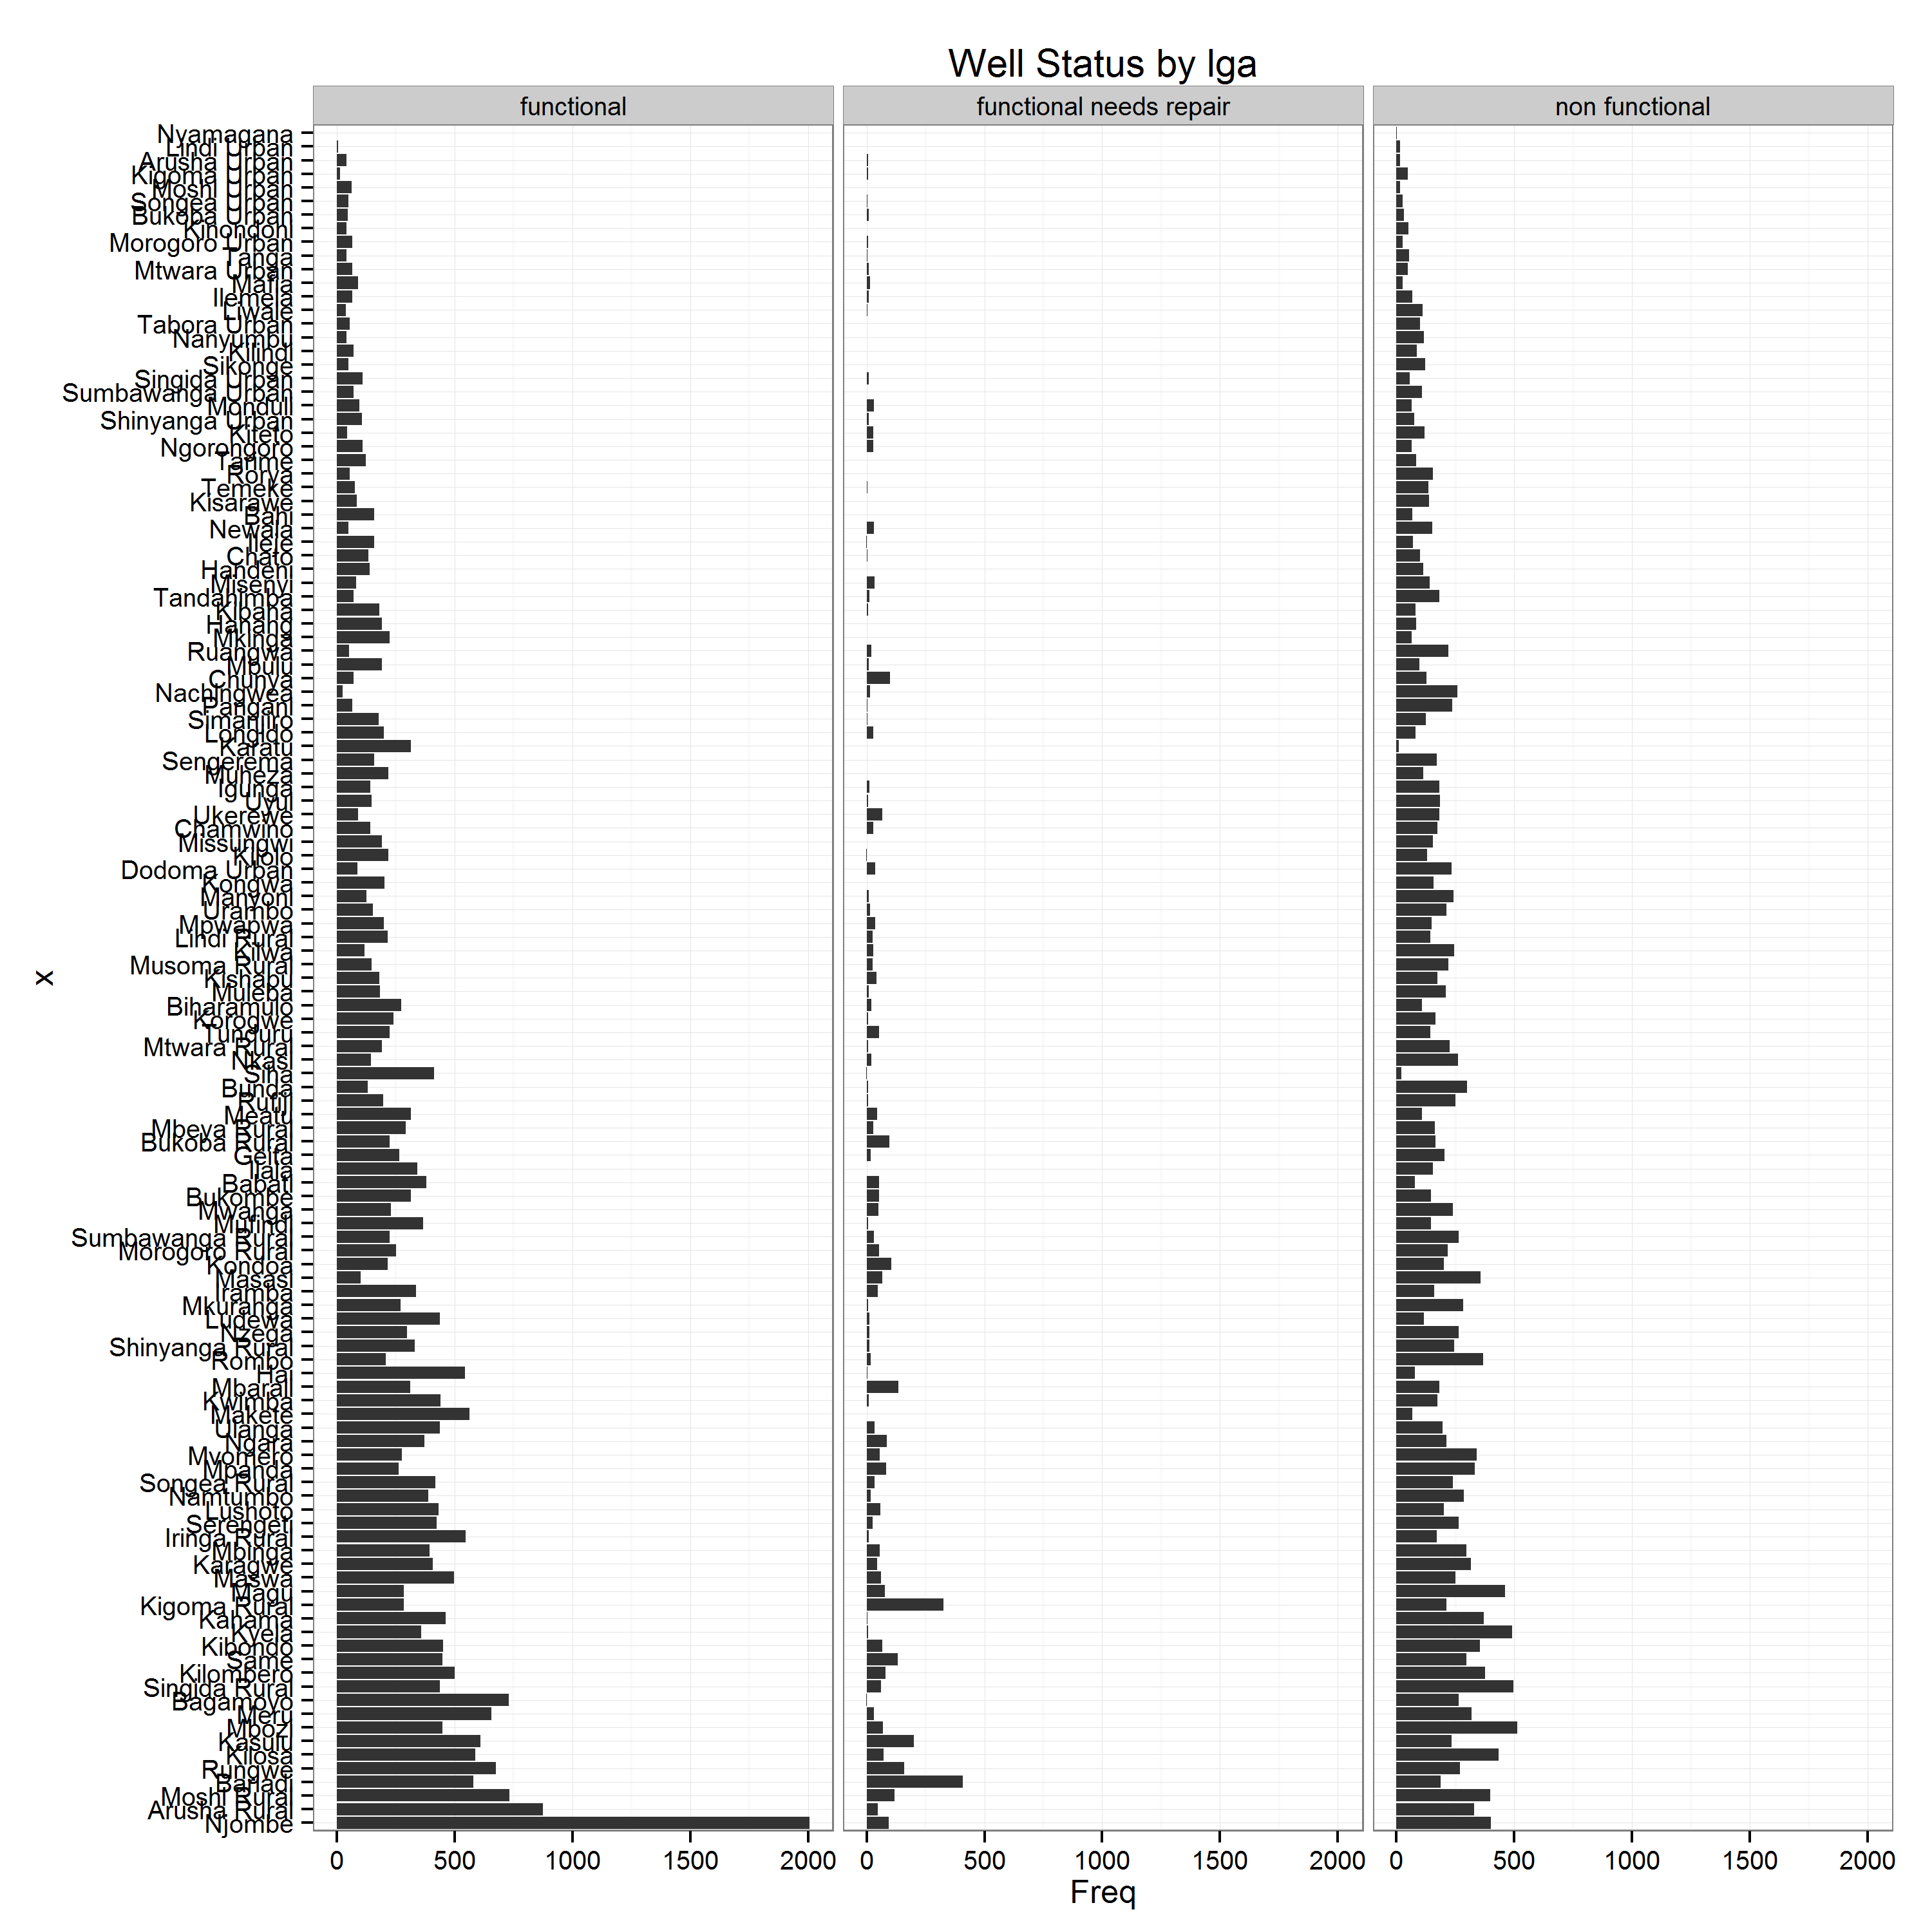 Well Status by lga
functional
functional needs repair
non functional
Nyamagana
Lindi Urban
Arusha Urban
Kigoma Urban
Moshi Urban
Songea Urban
Bukoba Urban
Kinondoni
Morogoro Urban
Tanga
Mtwara Urban
Mafia
Ilemela
Liwale
Tabora Urban
Nanyumbu
Kilindi
Sikonge
Singida Urban
Sumbawanga Urban
Monduli
Shinyanga Urban
Kiteto
Ngorongoro
Tarime
Rorya
Temeke
Kisarawe
Bahi
Newala
Ileje
Chato
Handeni
Misenyi
Tandahimba
Kibaha
Hanang
Mkinga
Ruangwa
Mbulu
Chunya
Nachingwea
Pangani
Simanjiro
Longido
Karatu
Sengerema
Muheza
Igunga
Uyui
Ukerewe
Chamwino
Missungwi
Kilolo
Dodoma Urban
Kongwa
Manyoni
Urambo
Mpwapwa
Lindi Rural
Kilwa
Musoma Rural
Kishapu
Muleba
Biharamulo
Korogwe
Tunduru
Mtwara Rural
Nkasi
Siha
Bunda
Rufiji
Meatu
Mbeya Rural
Bukoba Rural
Geita
Ilala
Babati
Bukombe
Mwanga
Mufindi
Sumbawanga Rural
Morogoro Rural
Kondoa
Masasi
Iramba
Mkuranga
Ludewa
Nzega
Shinyanga Rural
Rombo
Hai
Mbarali
Kwimba
Makete
Ulanga
Ngara
Mvomero
Mpanda
Songea Rural
Namtumbo
Lushoto
Serengeti
Iringa Rural
Mbinga
Karagwe
Maswa
Magu
Kigoma Rural
Kahama
Kyela
Kibondo
Same
Kilombero
Singida Rural
Bagamoyo
Meru
Mbozi
Kasulu
Kilosa
Rungwe
Bariadi
Moshi Rural
Arusha Rural
Njombe
x
0 500 1000 1500 2000
0 500 1000 1500 2000
0 500 1000 1500 2000
Freq